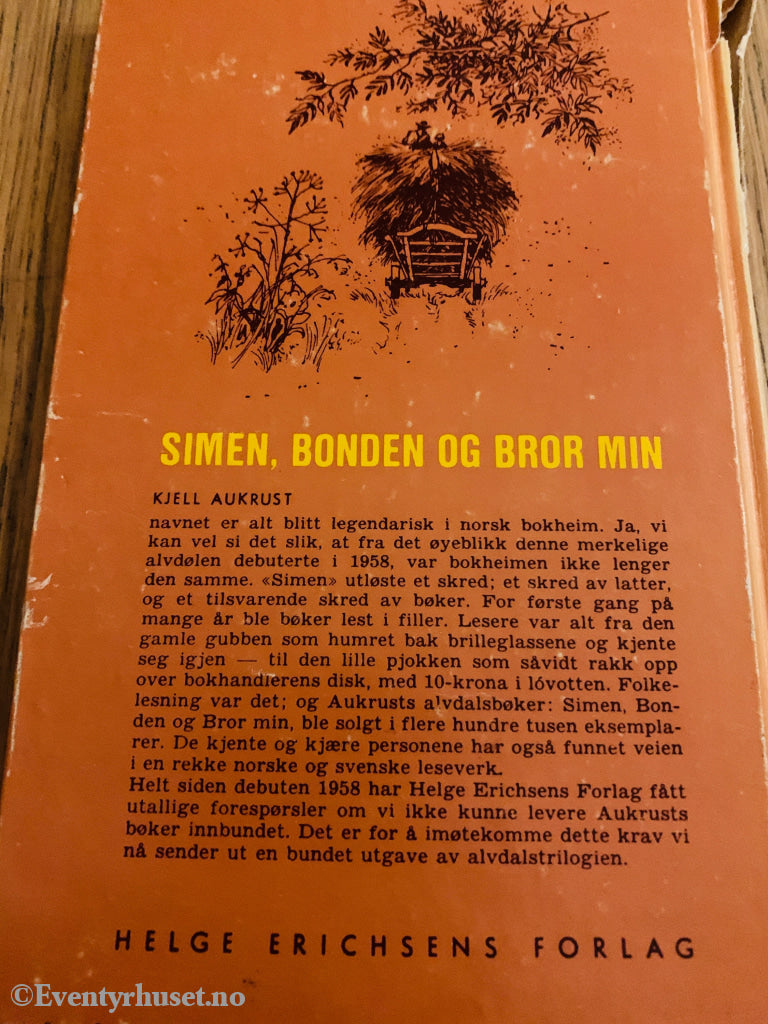 SIMEN, BONDEN OG BROR MIN
KJELL AUKRUST
navnet er alt blitt legendarisk i norsk bokheim. Ja, vi
kan vel si det slik, at fra det øyeblikk denne merkelige
alvdølen debuterte i 1958, var bokheimen ikke lenger
den samme. «Simen» utløste et skred; et skred av latter,
og et tilsvarende skred av bøker. For første gang på
mange år ble bøker lest i filler. Lesere var alt fra den
gamle gubben som humret bak brilleglassene og kjente
seg igjen — til den lille pjokken som såvidt rakk opp
over bokhandlerens disk, med 10-krona i lóvotten. Folke-
lesning var det; og Aukrusts alvdalsbøker: Simen, Bon-
den og Bror min, ble solgt i flere hundre tusen eksempla-
rer. De kjente og kjære personene har også funnet veien
i en rekke norske og svenske leseverk.
Helt siden debuten 1958 har Helge Erichsens Forlag fått
utallige forespørsler om vi ikke kunne levere Aukrusts
bøker innbundet. Det er for å imøtekomme dette krav vi
nå sender ut en bundet utgave av alvdalstrilogien.
HELGE ERICHSENS FORLAG
©Eventyrhuset.no